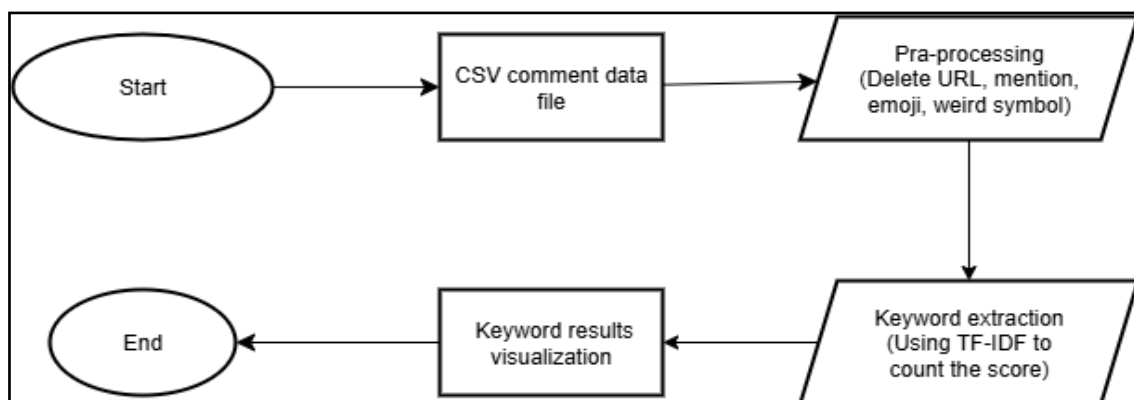 Start
CSV comment data
file
Pra-processing
(Delete URL, mention,
emoji, weird symbol)
Keyword extraction
(Using TF-IDF to
count the score)
Keyword results
visualization
End